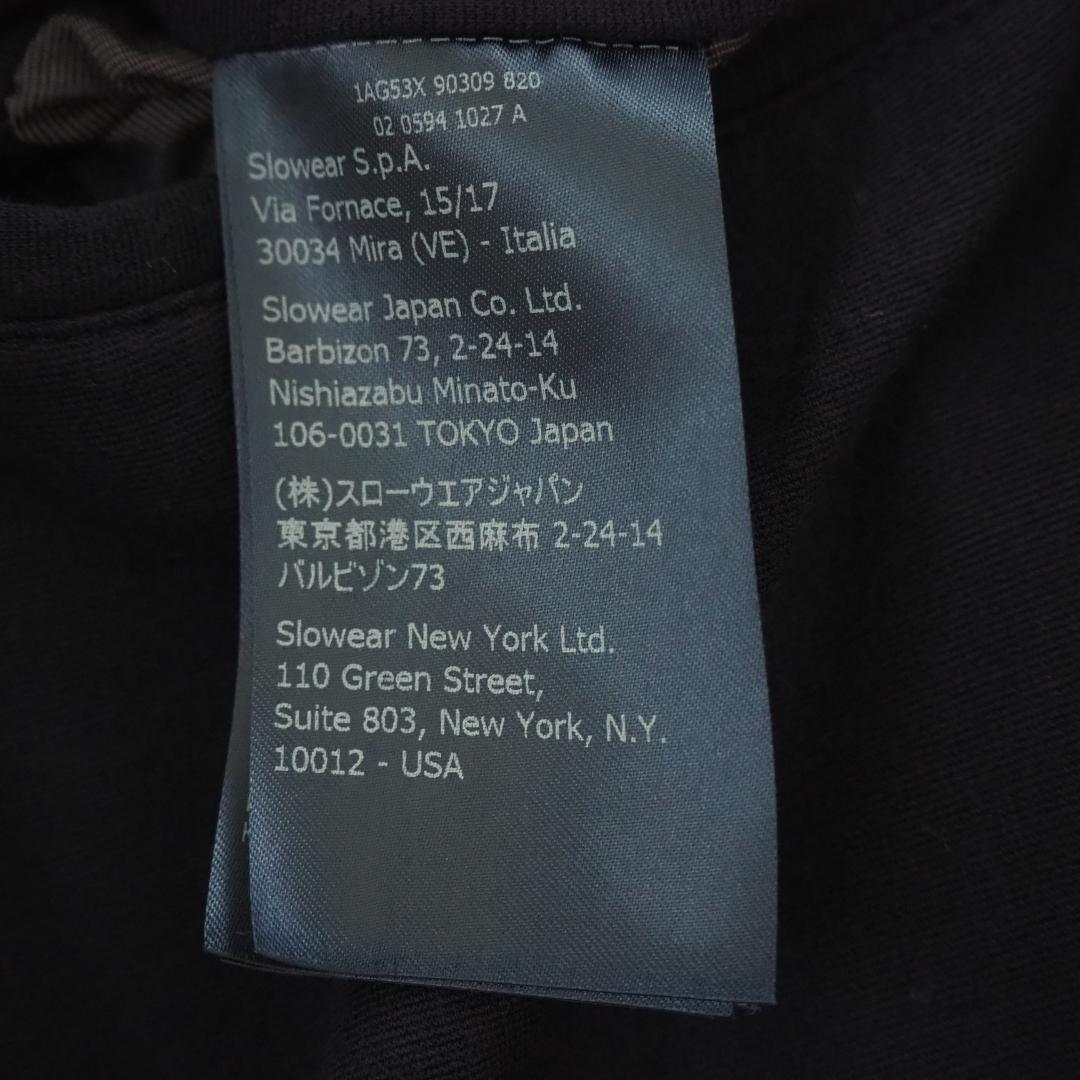 1AG53X 90309 820
02 0594 1027 A
Slowear S.p.A.
Via Fornace, 15/17
30034 Mira (VE) - Italia
Slowear Japan Co. Ltd.
Barbizon 73, 2-24-14
Nishiazabu Minato-Ku
106-0031 TOKYO Japan
(株)スローウエアジャパン
東京都港区西麻布 2-24-14
バルビゾン73
Slowear New York Ltd.
110 Green Street,
Suite 803, New York, N.Y.
10012 - USA